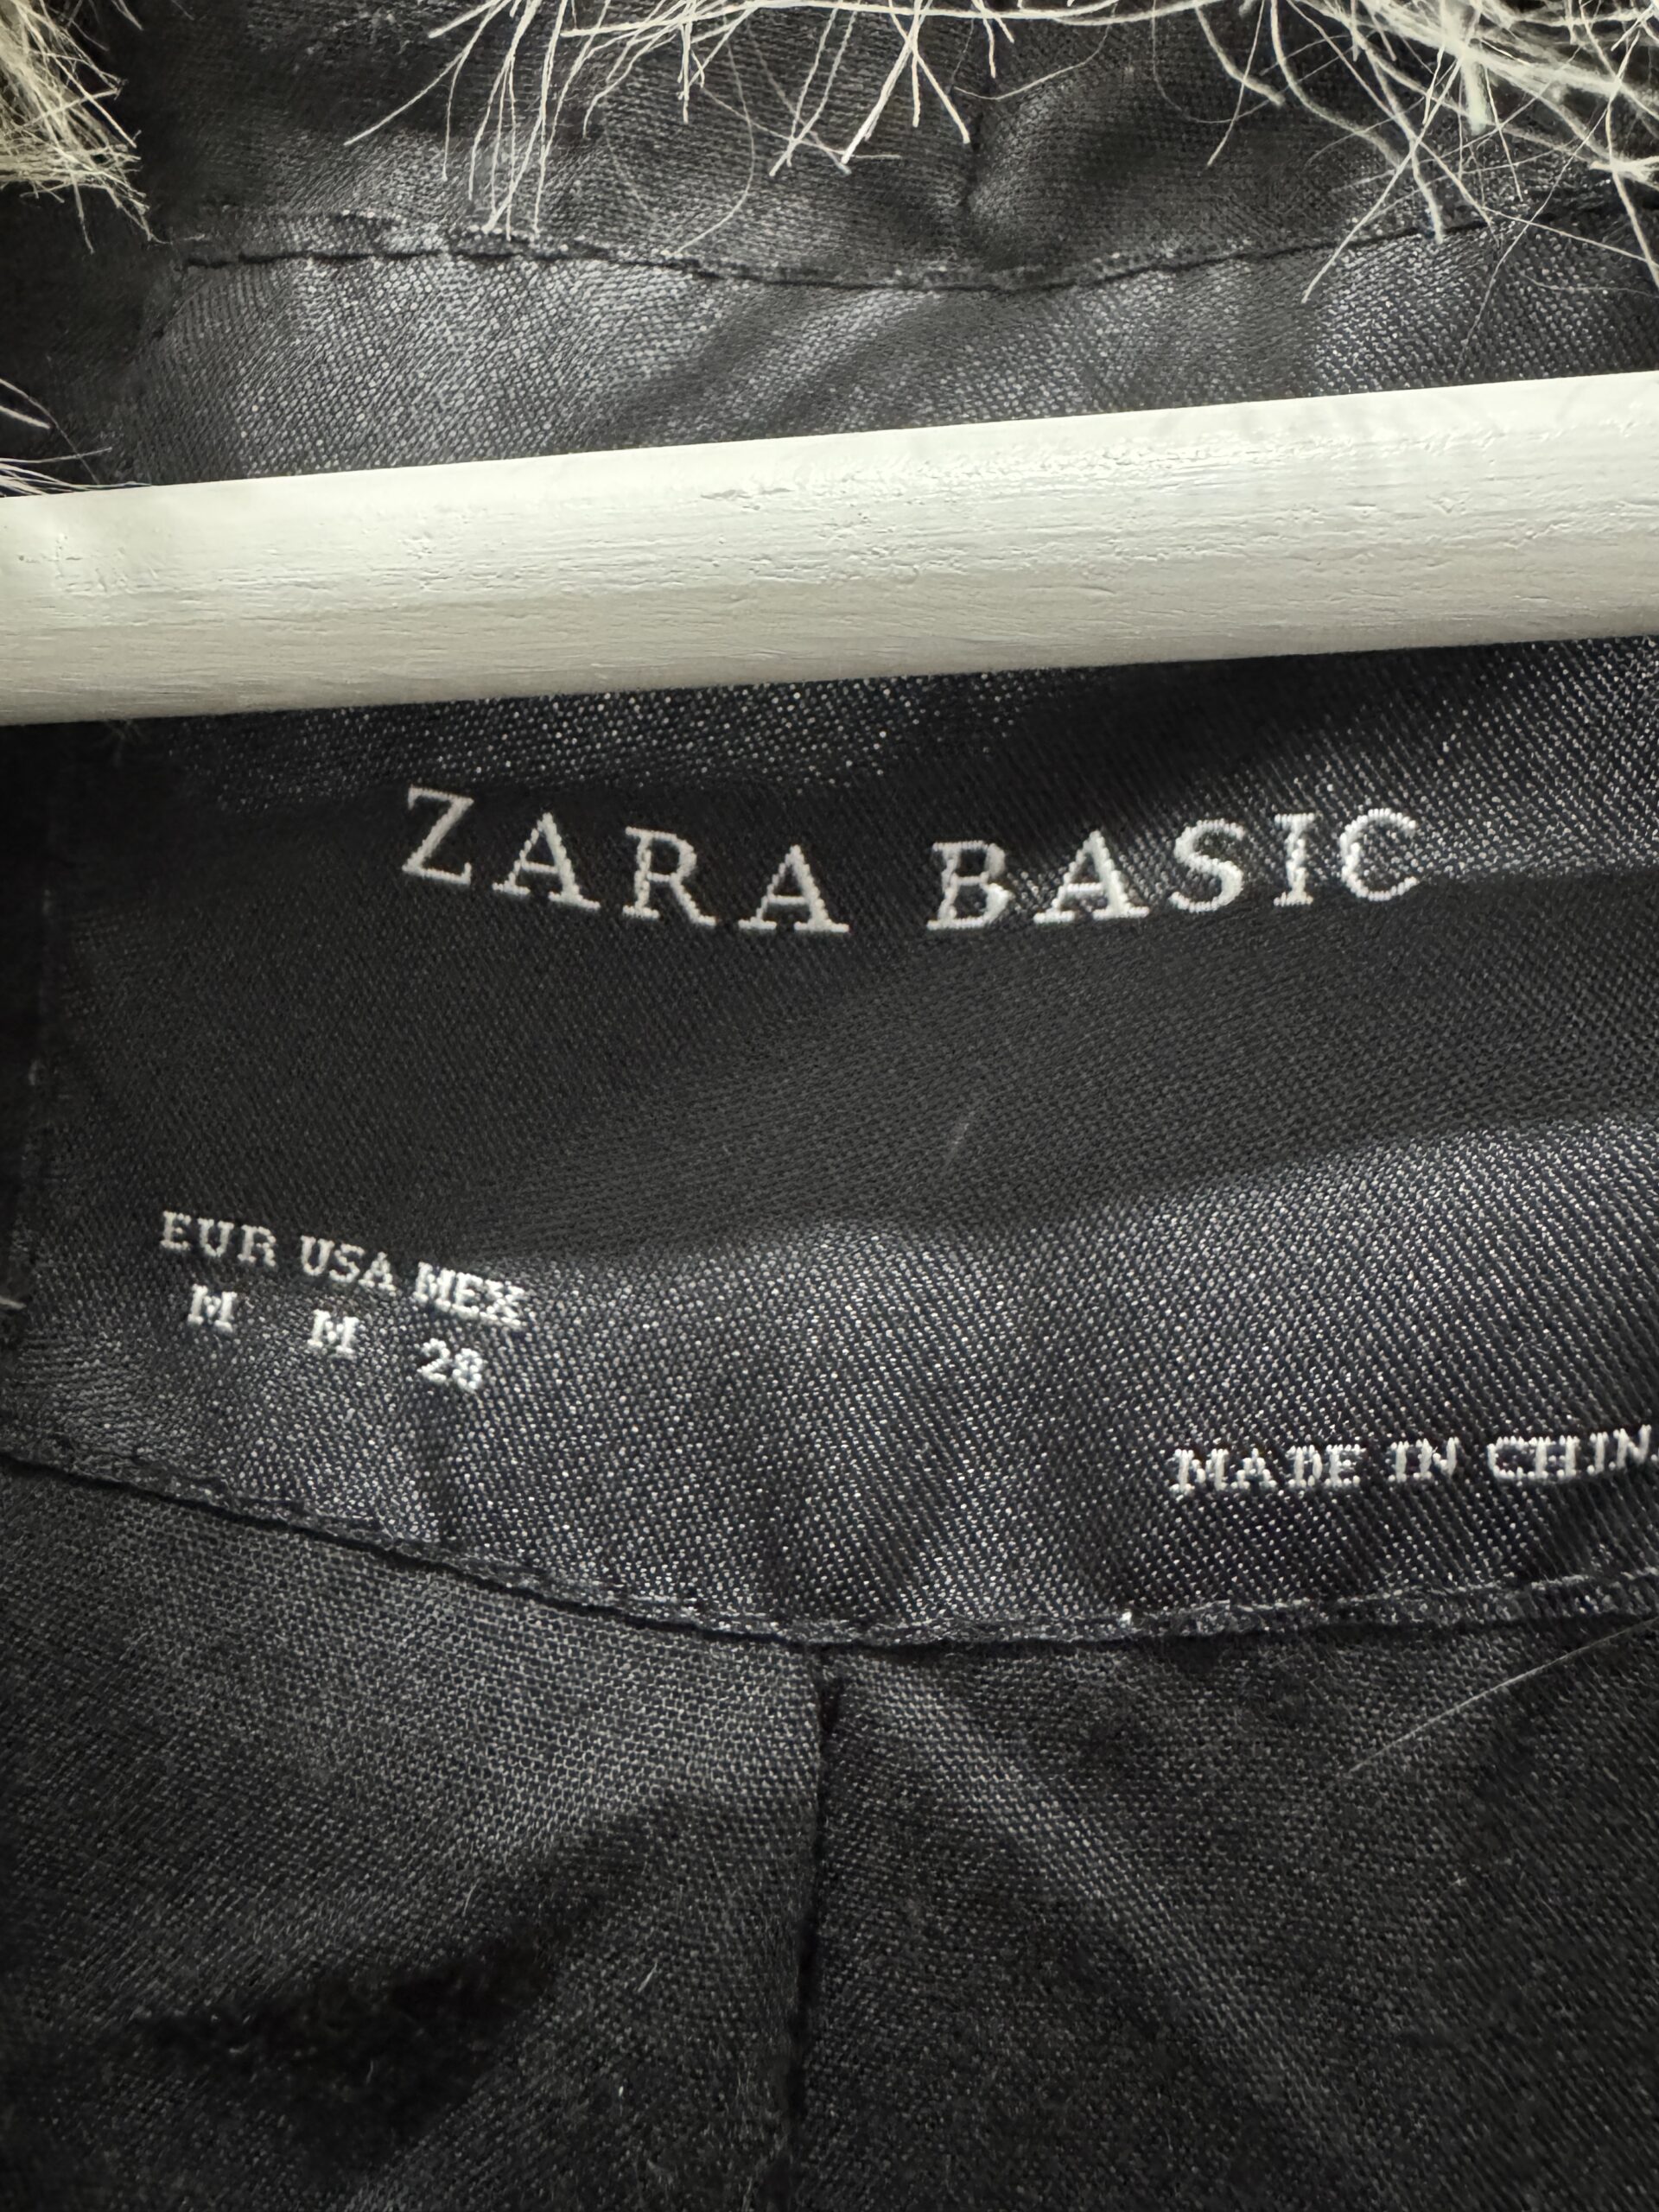 ZARA BASIC
EUR USA MEX
M M 28
MADE IN CHIN